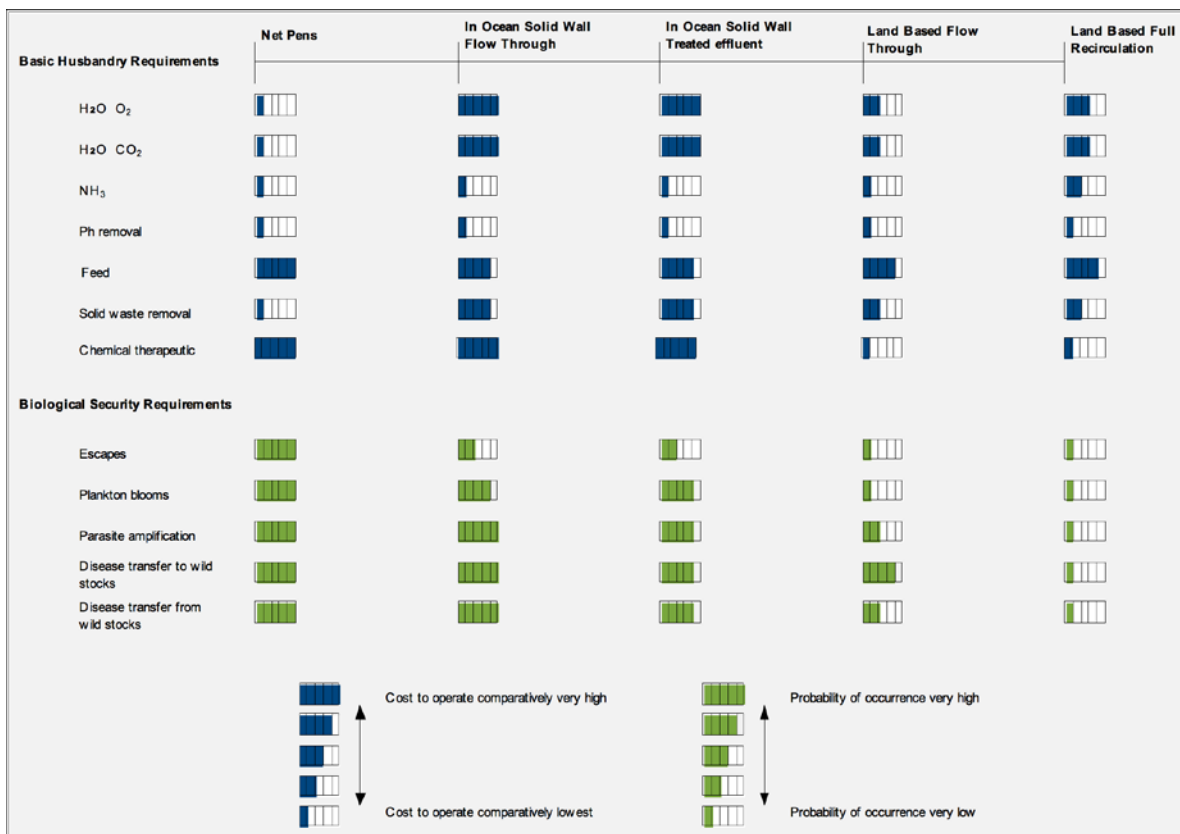 Net Pens
In Ocean Solid Wall
Flow Through
In Ocean Solid Wall
Treated effluent
Land Based Flow
Through
Land Based Full
Recirculation
Basic Husbandry Requirements
H2O O2
H2O CO2
NH3
Ph removal
Feed
Solid waste removal
Chemical therapeutic
Biological Security Requirements
Escapes
Plankton blooms
Parasite amplification
Disease transfer to wild
stocks
Disease transfer from
wild stocks
Cost to operate comparatively very high
Probability of occurrence very high
Cost to operate comparatively lowest
Probability of occurrence very low